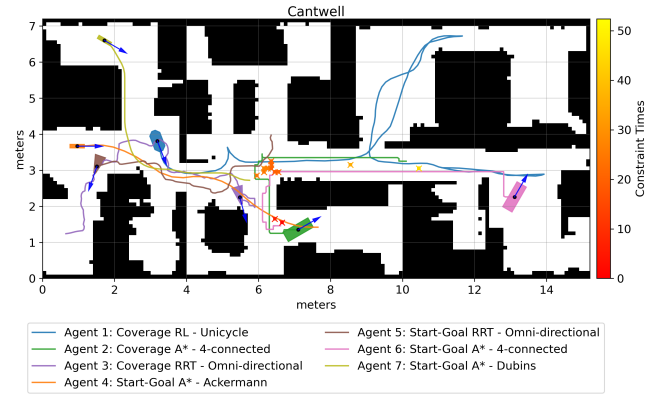 Cantwell
7
6
5
4
3
2
1
0
meters
0
2
4
6
8
10
12
14
meters
50
40
30
20
10
0
Constraint Times
Agent 1: Coverage RL - Unicycle
Agent 2: Coverage A* - 4-connected
Agent 3: Coverage RRT - Omni-directional
Agent 4: Start-Goal A* - Ackermann
Agent 5: Start-Goal RRT - Omni-directional
Agent 6: Start-Goal A* - 4-connected
Agent 7: Start-Goal A* - Dubins